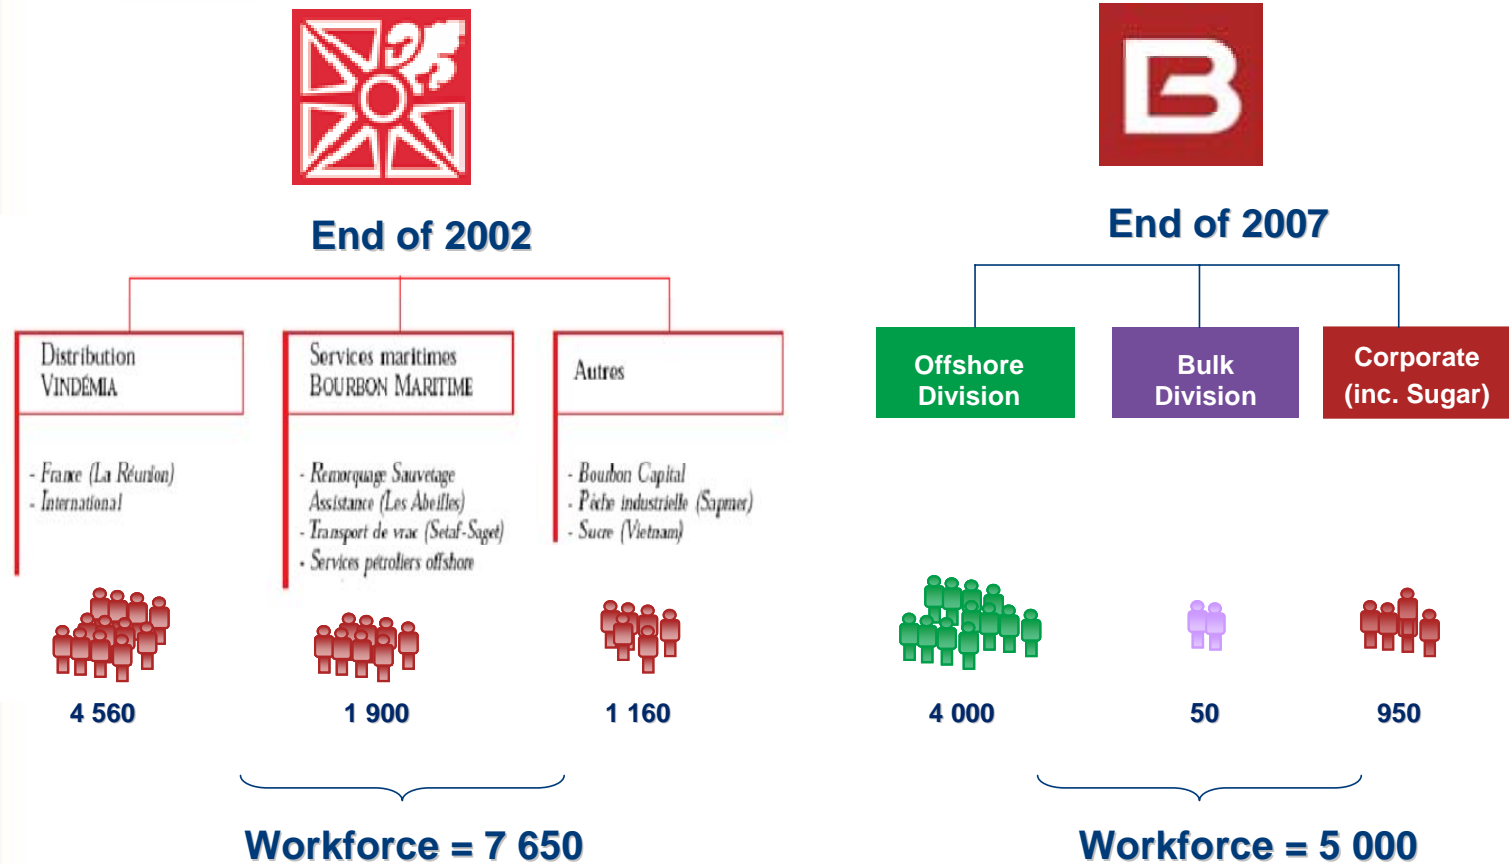 End of 2002
Distribution
VINDÉMIA
- France (La Réunion)
- International
4 560
Services maritimes
BOURBON MARITIME
- Remorquage Sauvetage
Assistance (Les Abeilles)
- Transport de vrac (Setaf-Saget)
- Services pétroliers offshore
1 900
Autres
- Bourbon Capital
- Pêche industrielle (Sapmer)
- Sucre (Vietnam)
1 160
Workforce = 7 650
B
End of 2007
Offshore
Division
4 000
Bulk
Division
50
Corporate
(inc. Sugar)
950
Workforce = 5 000